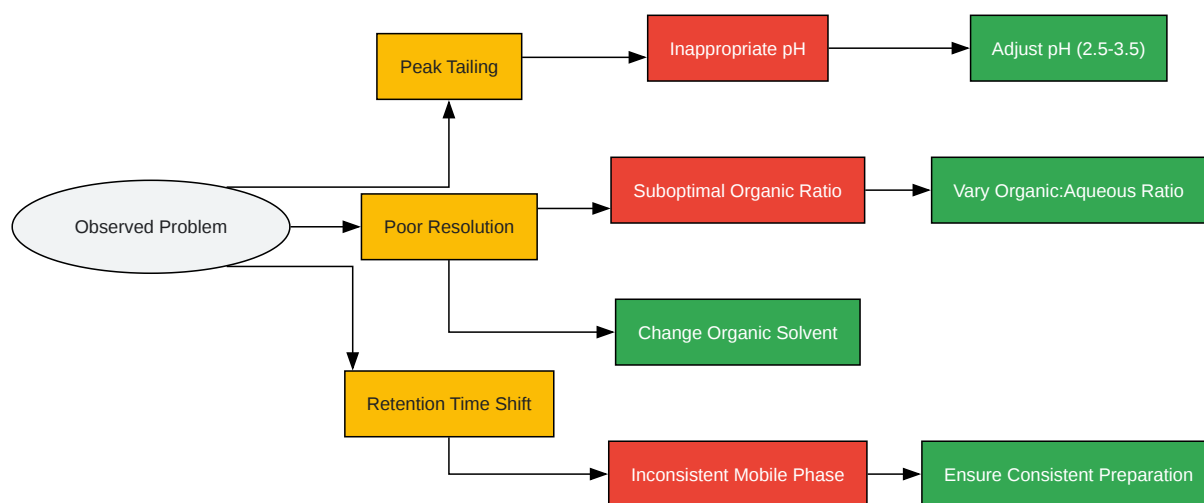 Peak Tailing
Inappropriate pH
Adjust pH (2.5-3.5)
Observed Problem
Poor Resolution
Suboptimal Organic Ratio
Vary Organic:Aqueous Ratio
Change Organic Solvent
Retention Time Shift
Inconsistent Mobile Phase
Ensure Consistent Preparation